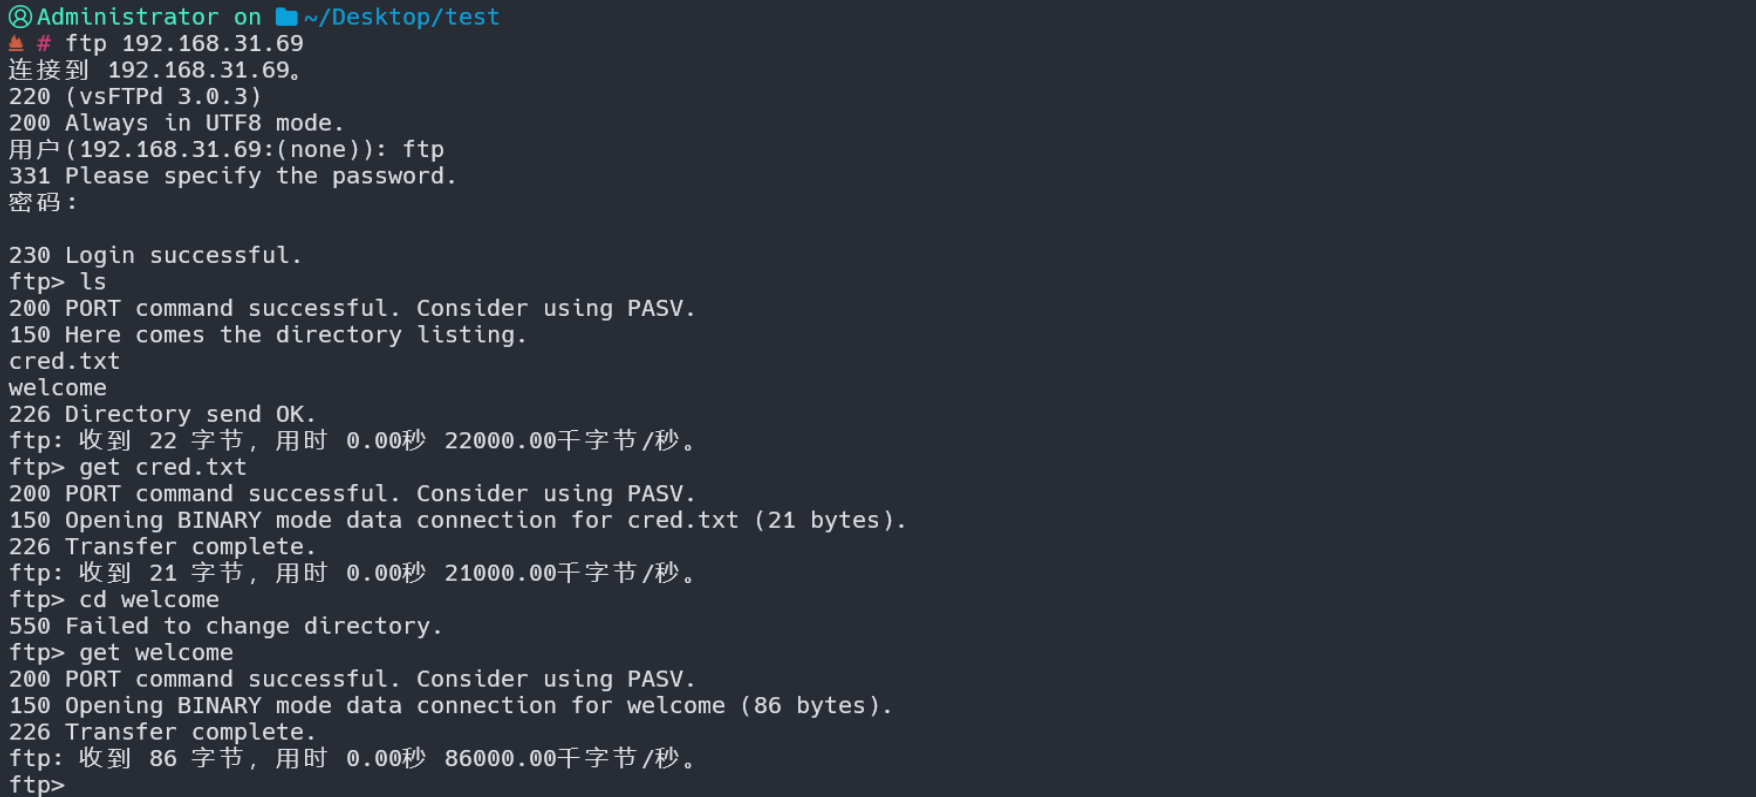 Administrator on ~/Desktop/test
# ftp 192.168.31.69
连接到 192.168.31.69。
220 (vsFTPd 3.0.3)
200 Always in UTF8 mode.
用户(192.168.31.69:(none)): ftp
331 Please specify the password.
密码:
230 Login successful.
ftp> ls
200 PORT command successful. Consider using PASV.
150 Here comes the directory listing.
cred.txt
welcome
226 Directory send OK.
ftp: 收到 22 字节，用时 0.00秒 22000.00千字节/秒。
ftp> get cred.txt
200 PORT command successful. Consider using PASV.
150 Opening BINARY mode data connection for cred.txt (21 bytes).
226 Transfer complete.
ftp: 收到 21 字节，用时 0.00秒 21000.00千字节/秒。
ftp> cd welcome
550 Failed to change directory.
ftp> get welcome
200 PORT command successful. Consider using PASV.
150 Opening BINARY mode data connection for welcome (86 bytes).
226 Transfer complete.
ftp: 收到 86 字节，用时 0.00秒 86000.00千字节/秒。
ftp>